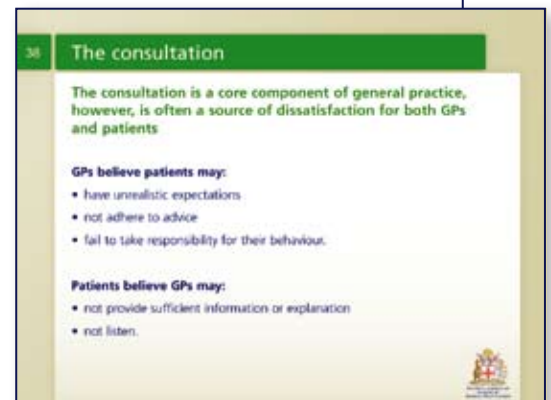 38
The consultation
The consultation is a core component of general practice,
however, is often a source of dissatisfaction for both GPs
and patients
GPs believe patients may:
• have unrealistic expectations
• not adhere to advice
• fail to take responsibility for their behaviour.
Patients believe GPs may:
• not provide sufficient information or explanation
• not listen.